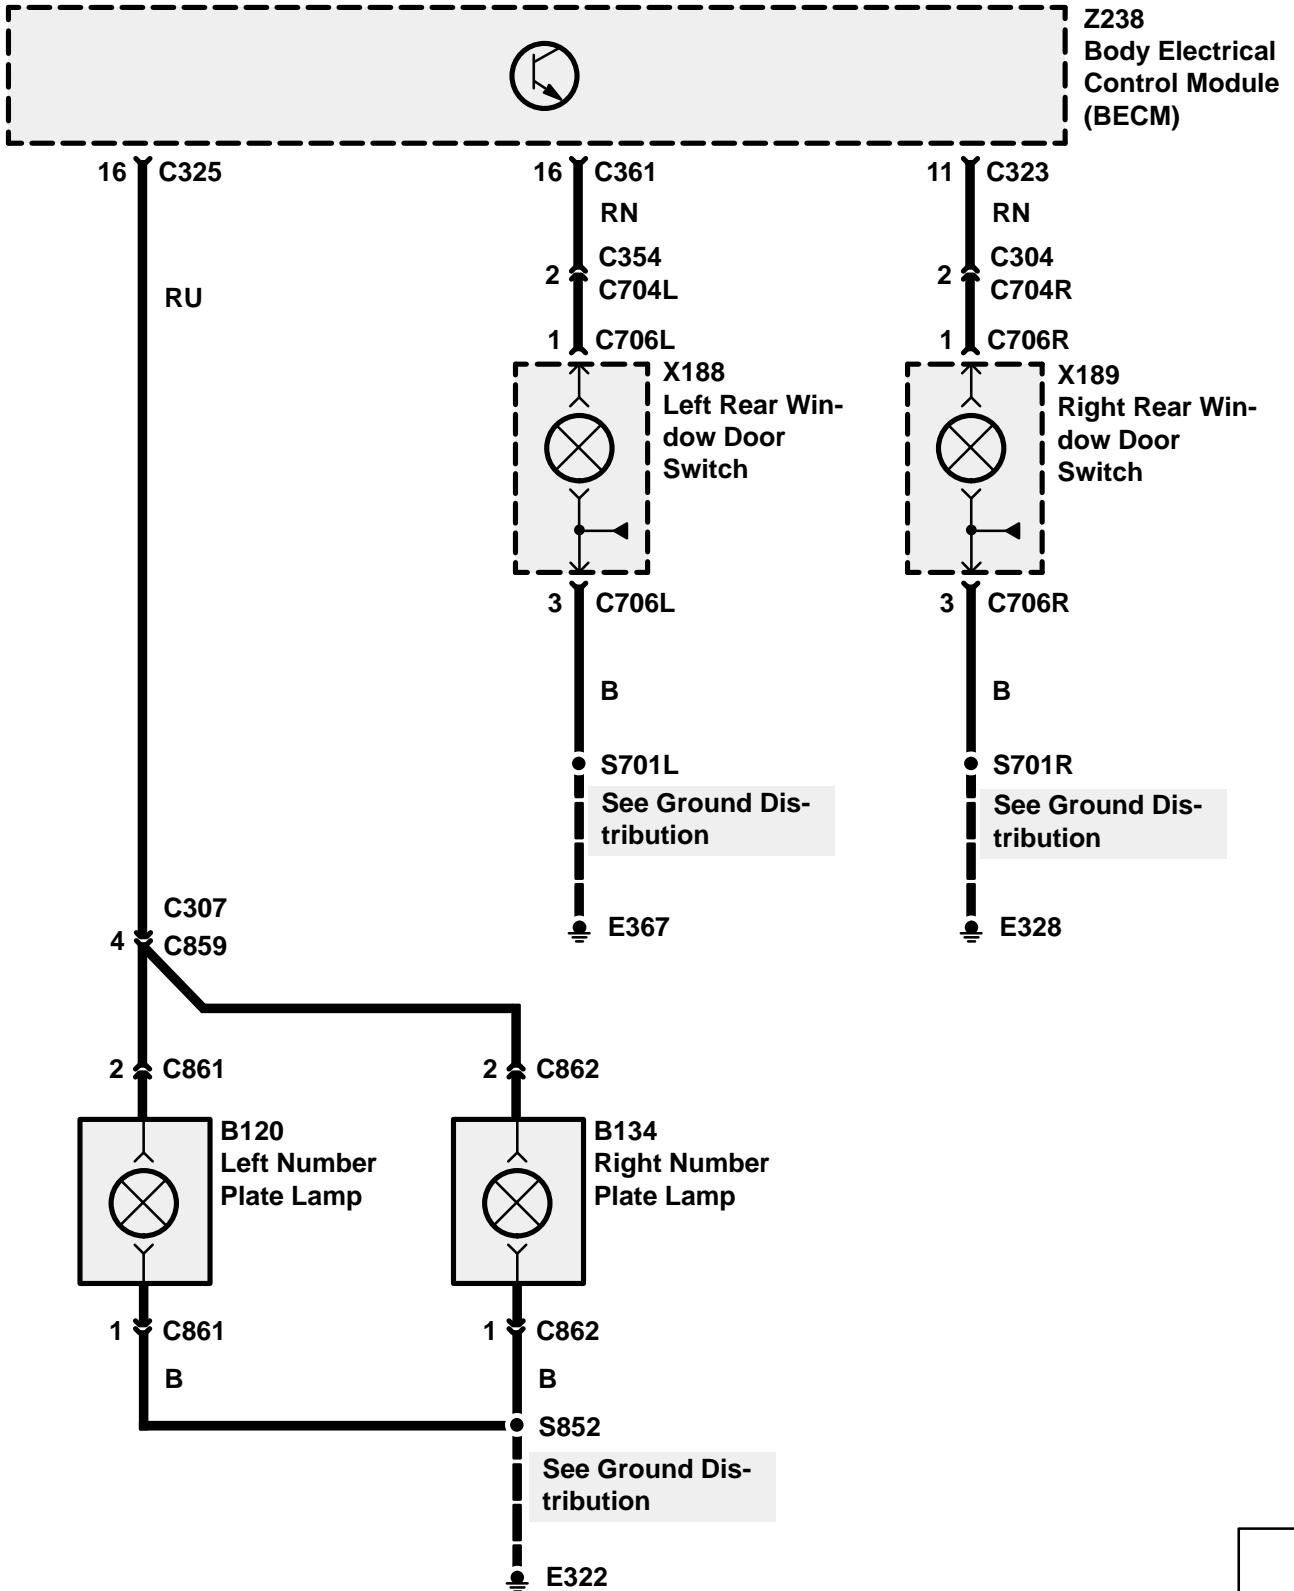 Z238
Body Electrical
Control Module
(BECM)
16 C325
16 C361
11 C323
RN
RN
C354
C304
2
2
C704L
C704R
RU
1 C706L
1 C706R
X188
Left Rear Win-
dow Door
Switch
X189
Right Rear Win-
dow Door
Switch
3 C706L
3 C706R
B
B
S701L
S701R
See Ground Dis-
tribution
See Ground Dis-
tribution
C307
4
C859
E367
E328
2 C861
2 C862
B120
Left Number
Plate Lamp
B134
Right Number
Plate Lamp
1 C861
1 C862
B
B
S852
See Ground Dis-
tribution
E322